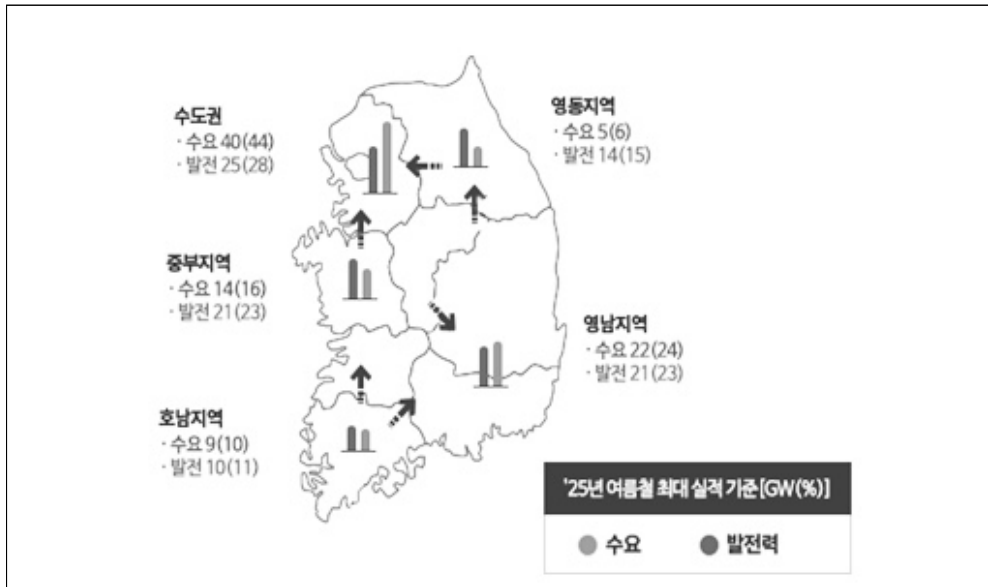 수도권
· 수요 40(44)
· 발전 25(28)
영동지역
· 수요 5(6)
· 발전 14(15)
중부지역
· 수요 14(16)
· 발전 21(23)
영남지역
· 수요 22(24)
· 발전 21(23)
호남지역
· 수요 9(10)
· 발전 10(11)
'25년 여름철 최대 실적 기준[GW(%)]
수요 발전력